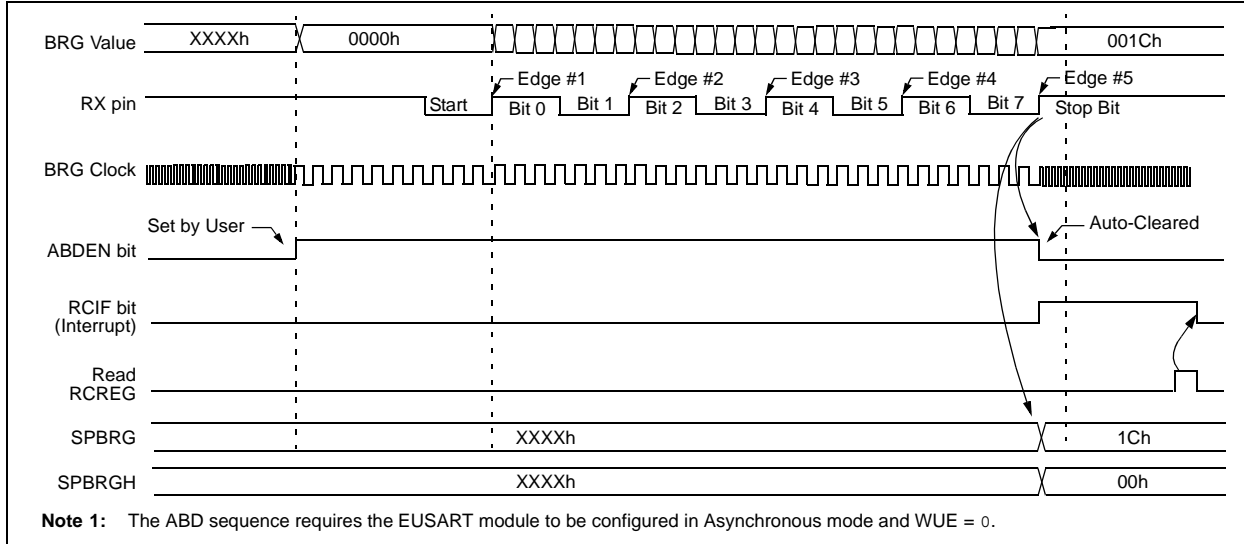 BRG Value XXXXh 0000h 001Ch
Edge #1 Edge #2 Edge #3 Edge #4 Edge #5
RX pin Start Bit 0 Bit 1 Bit 2 Bit 3 Bit 4 Bit 5 Bit 6 Bit 7 Stop Bit
BRG Clock
Set by User Auto-Cleared
ABDEN bit
RCIF bit
(Interrupt)
Read
RCREG
SPBRG XXXXh 1Ch
SPBRGH XXXXh 00h
Note 1: The ABD sequence requires the EUSART module to be configured in Asynchronous mode and WUE = 0.